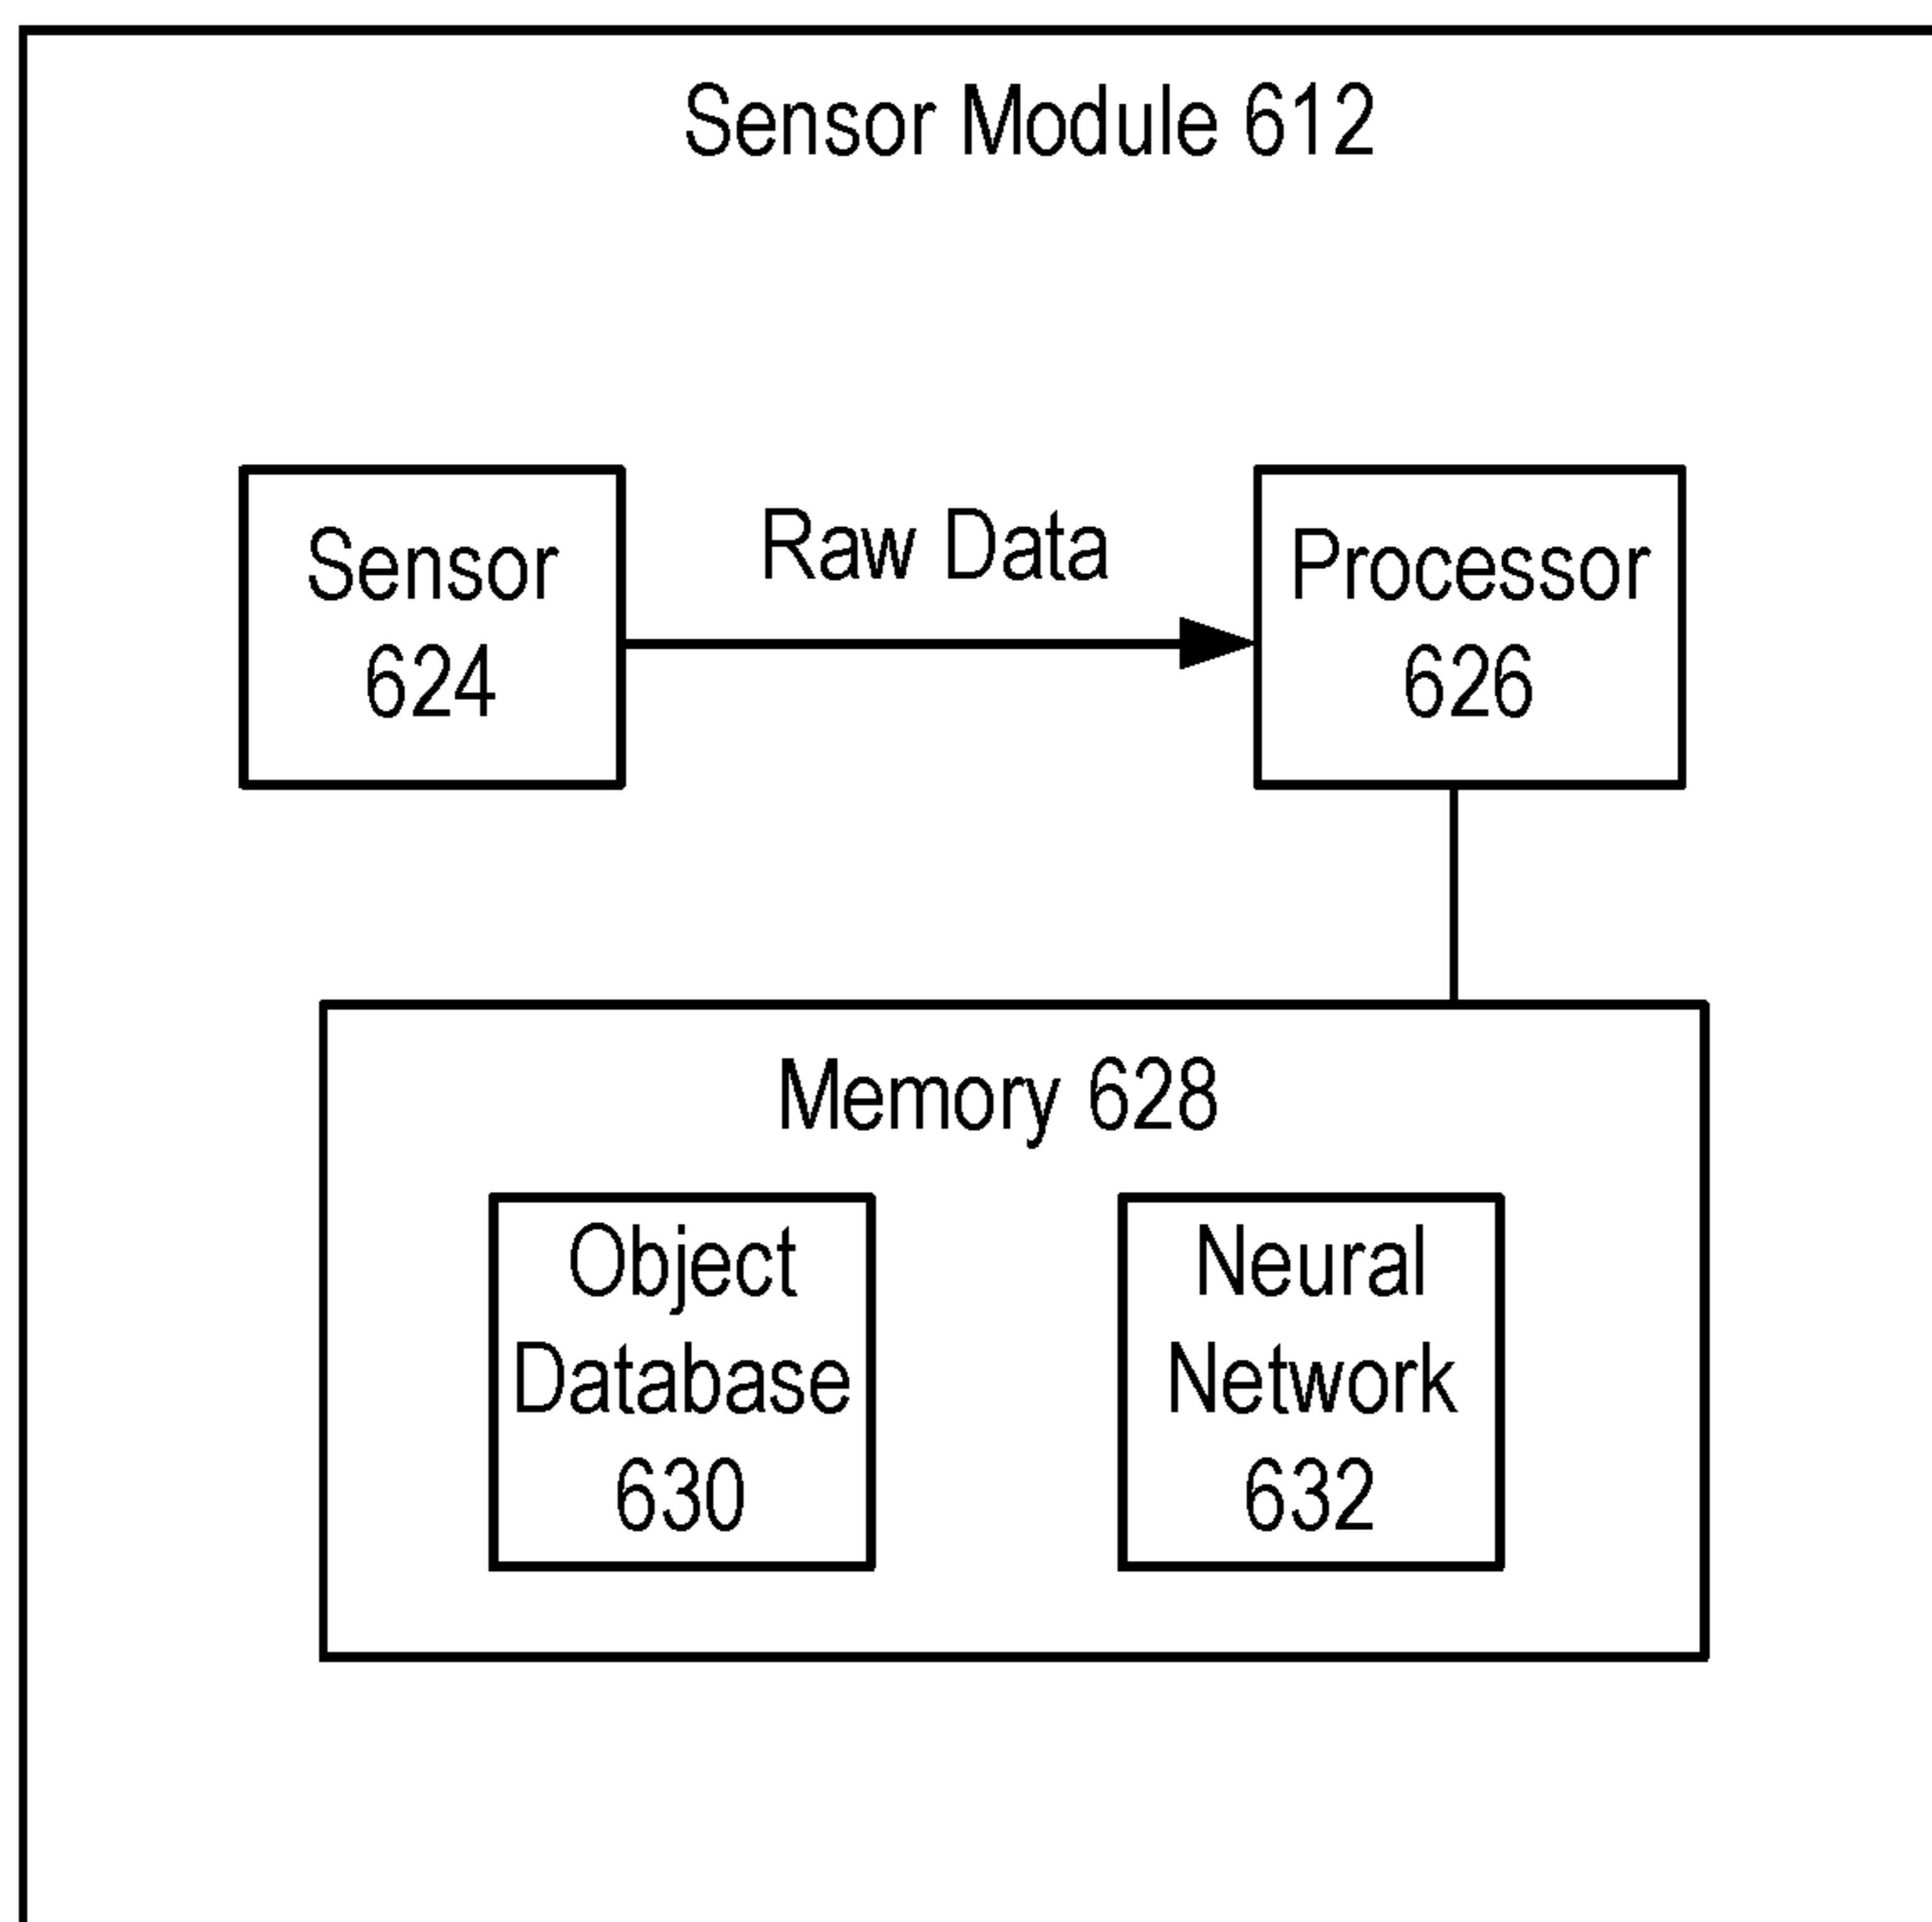 Sensor Module 612
Sensor
624
Raw Data
Processor
626
Memory 628
Object
Database
630
Neural
Network
632